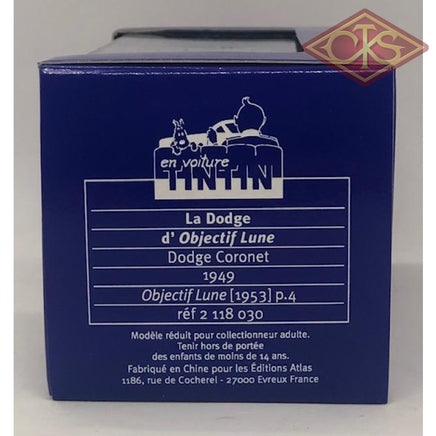 CTS
en voiture
TINTIN
La Dodge
d'Objectif Lune
Dodge Coronet
1949
Objectif Lune [1953] p.4
réf 2 118 030
Modèle réduit pour collectionneur adulte.
Tenir hors de portée
des enfants de moins de 14 ans.
Fabriqué en Chine pour les Éditions Atlas
1186, rue de Cocherel - 27000 Evreux France